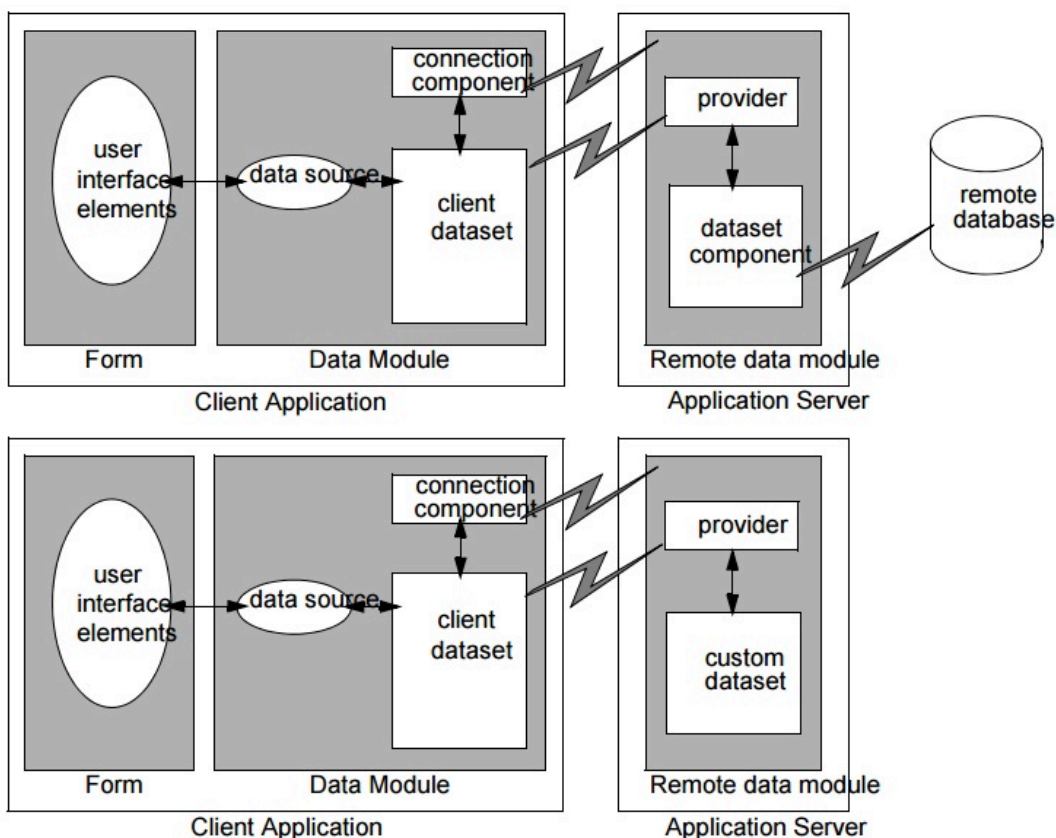 connection
component
provider
user
interface
elements
data source
client
dataset
dataset
component
remote
database
Form
Data Module
Remote data module
Client Application
Application Server
connection
component
provider
user
interface
elements
data source
client
dataset
custom
dataset
Form
Data Module
Remote data module
Client Application
Application Server